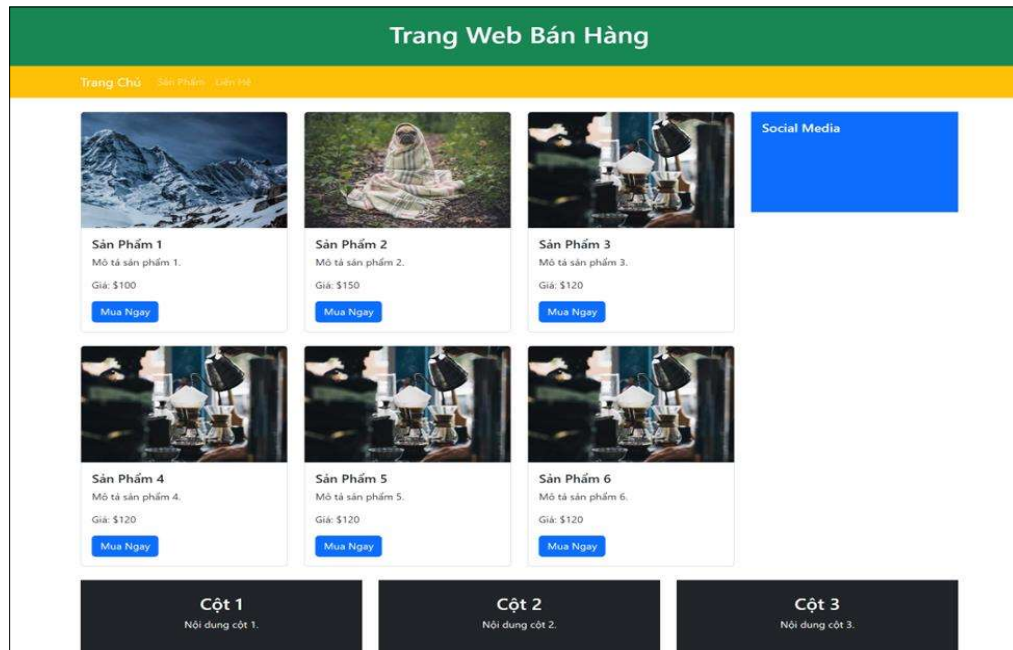 Trang Web Bán Hàng
Trang Chủ Sản Phẩm Liên Hệ
Social Media
Sản Phẩm 1
Mô tả sản phẩm 1.
Giá: $100
Mua Ngay
Sản Phẩm 2
Mô tả sản phẩm 2.
Giá: $150
Mua Ngay
Sản Phẩm 3
Mô tả sản phẩm 3.
Giá: $120
Mua Ngay
Sản Phẩm 4
Mô tả sản phẩm 4.
Giá: $120
Mua Ngay
Sản Phẩm 5
Mô tả sản phẩm 5.
Giá: $120
Mua Ngay
Sản Phẩm 6
Mô tả sản phẩm 6.
Giá: $120
Mua Ngay
Cột 1
Nội dung cột 1.
Cột 2
Nội dung cột 2.
Cột 3
Nội dung cột 3.